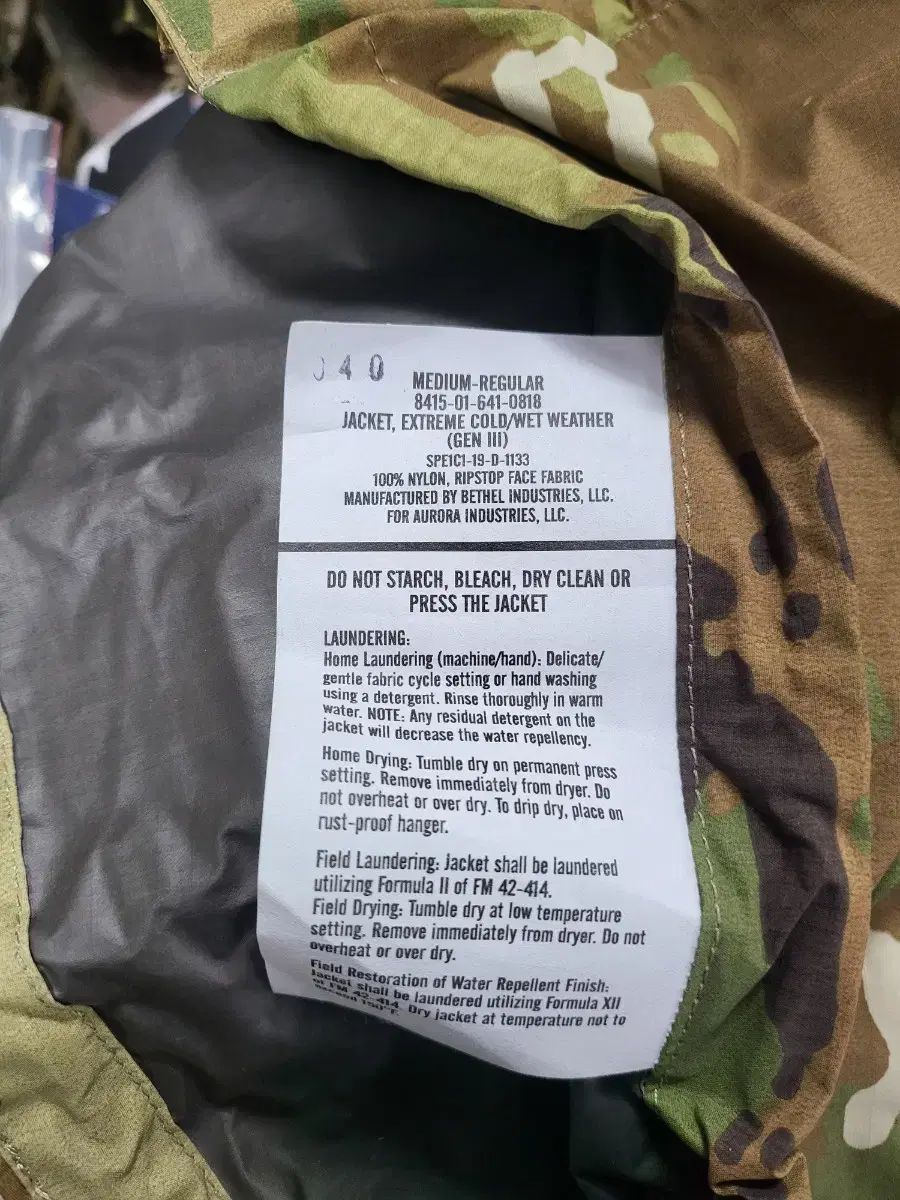 040
MEDIUM-REGULAR
8415-01-641-0818
JACKET, EXTREME COLD/WET WEATHER
(GEN III)
SPE1C1-19-D-1133
100% NYLON, RIPSTOP FACE FABRIC
MANUFACTURED BY BETHEL INDUSTRIES, LLC.
FOR AURORA INDUSTRIES, LLC.
DO NOT STARCH, BLEACH, DRY CLEAN OR
PRESS THE JACKET
LAUNDERING:
Home Laundering (machine/hand): Delicate/
gentle fabric cycle setting or hand washing
using a detergent. Rinse thoroughly in warm
water. NOTE: Any residual detergent on the
jacket will decrease the water repellency.
Home Drying: Tumble dry on permanent press
setting. Remove immediately from dryer. Do
not overheat or over dry. To drip dry, place on
rust-proof hanger.
Field Laundering: Jacket shall be laundered
utilizing Formula II of FM 42-414.
Field Drying: Tumble dry at low temperature
setting. Remove immediately from dryer. Do not
overheat or over dry.
Field Restoration of Water Repellent Finish:
Jacket shall be laundered utilizing Formula XII
of FM 42-414. Dry jacket at temperature not to
exceed 190°F.